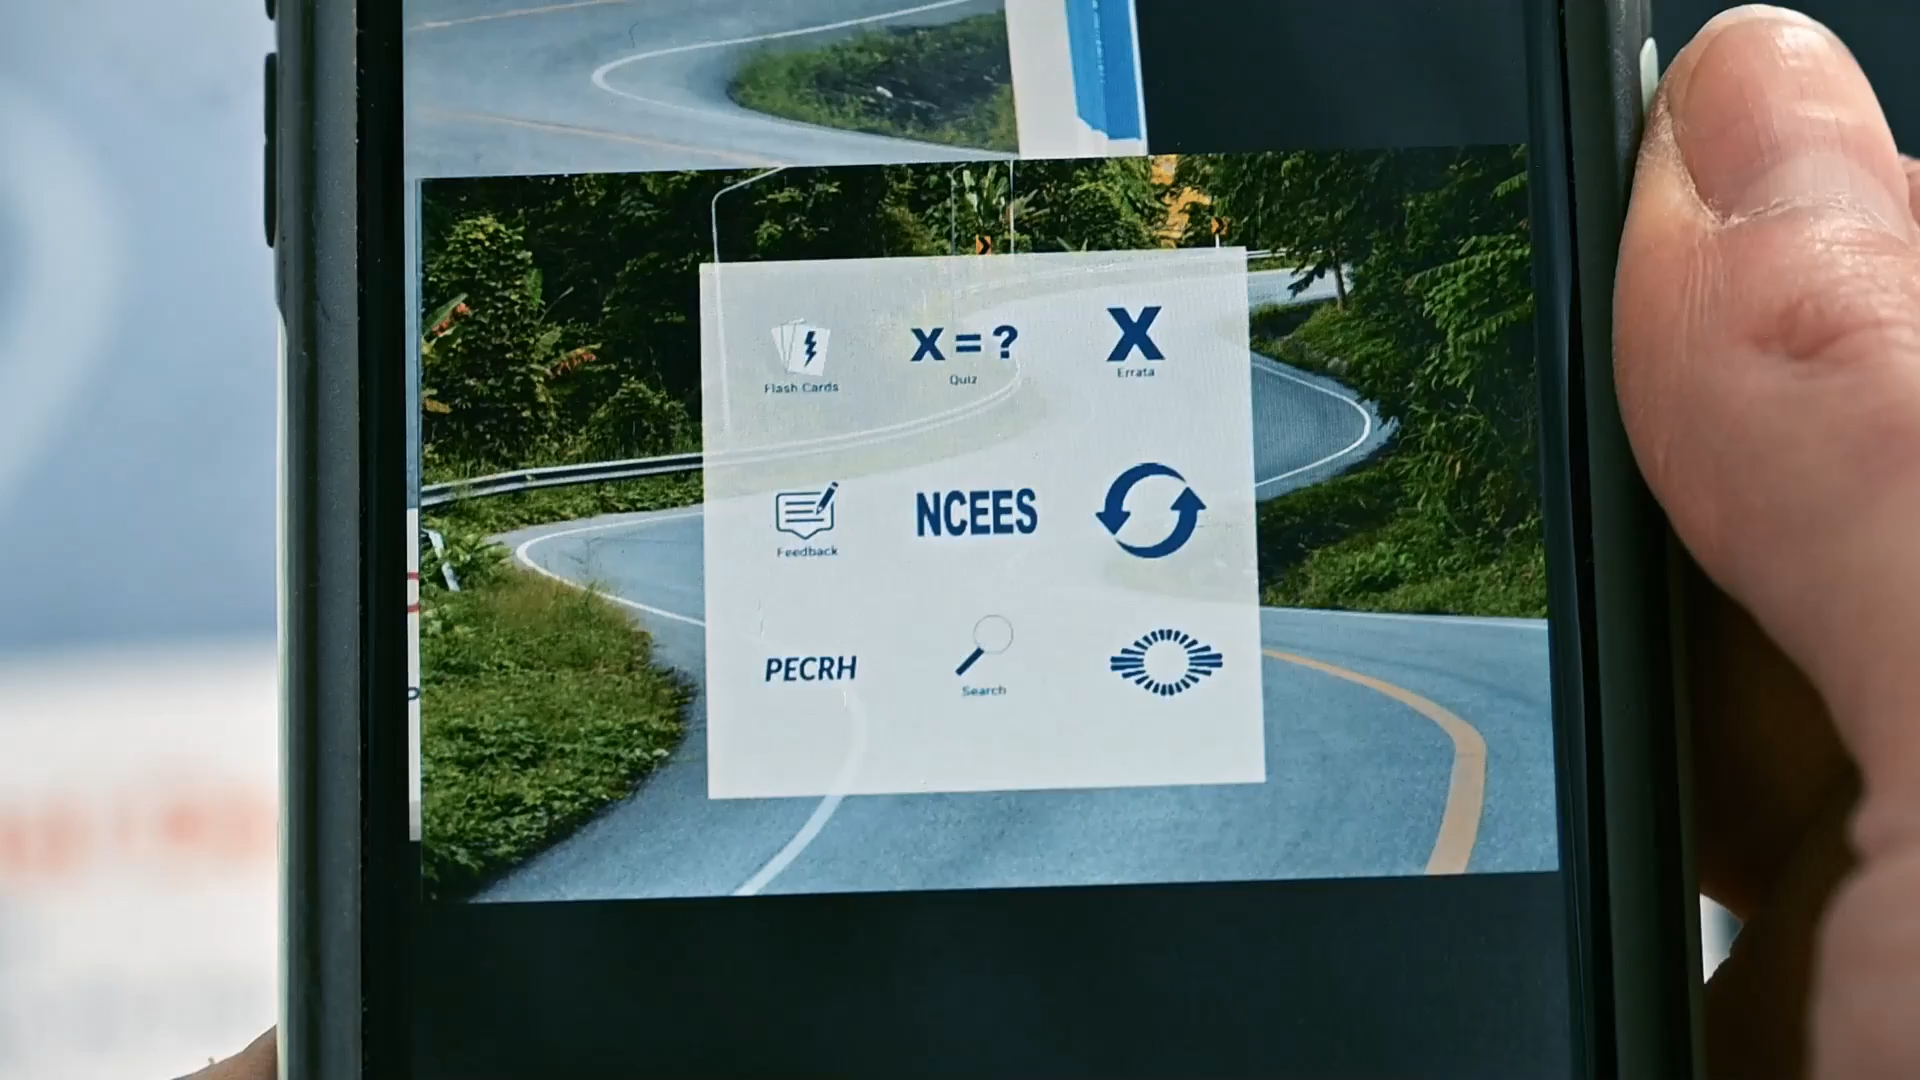 Flash Cards
X = ?
Quiz
X
Errata
Feedback
NCEES
PECRH
Search